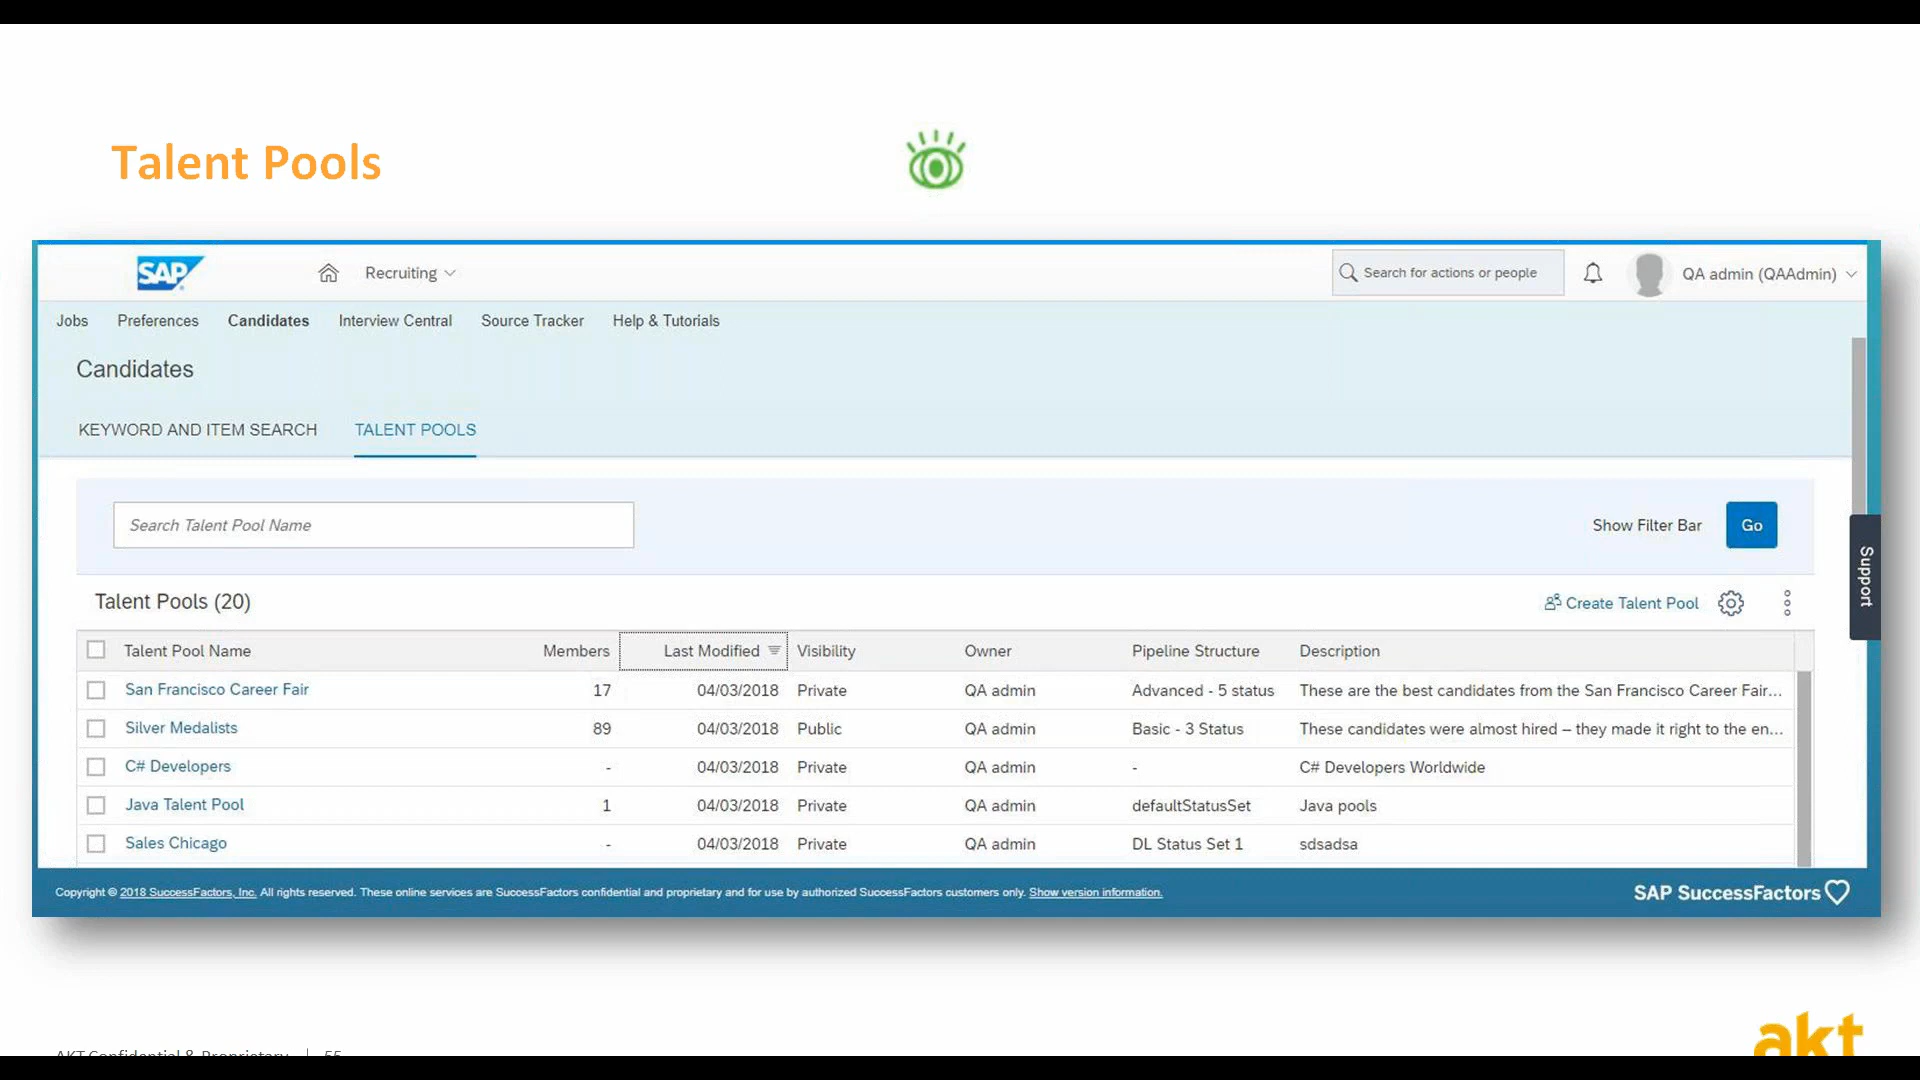 Talent Pools
SAP
Recruiting
Search for actions or people
QA admin (QAAdmin)
Jobs Preferences Candidates Interview Central Source Tracker Help & Tutorials
Candidates
KEYWORD AND ITEM SEARCH TALENT POOLS
Search Talent Pool Name
Show Filter Bar Go
Support
Talent Pools (20)
Create Talent Pool
Talent Pool Name Members Last Modified Visibility Owner Pipeline Structure Description
San Francisco Career Fair 17 04/03/2018 Private QA admin Advanced - 5 status These are the best candidates from the San Francisco Career Fair...
Silver Medalists 89 04/03/2018 Public QA admin Basic - 3 Status These candidates were almost hired – they made it right to the en...
C# Developers - 04/03/2018 Private QA admin - C# Developers Worldwide
Java Talent Pool 1 04/03/2018 Private QA admin defaultStatusSet Java pools
Sales Chicago - 04/03/2018 Private QA admin DL Status Set 1 sdsadsa
Copyright © 2018 SuccessFactors, Inc. All rights reserved. These online services are SuccessFactors confidential and proprietary and for use by authorized SuccessFactors customers only. Show version information.
SAP SuccessFactors
AKT Confidential & Proprietary | 55
akt